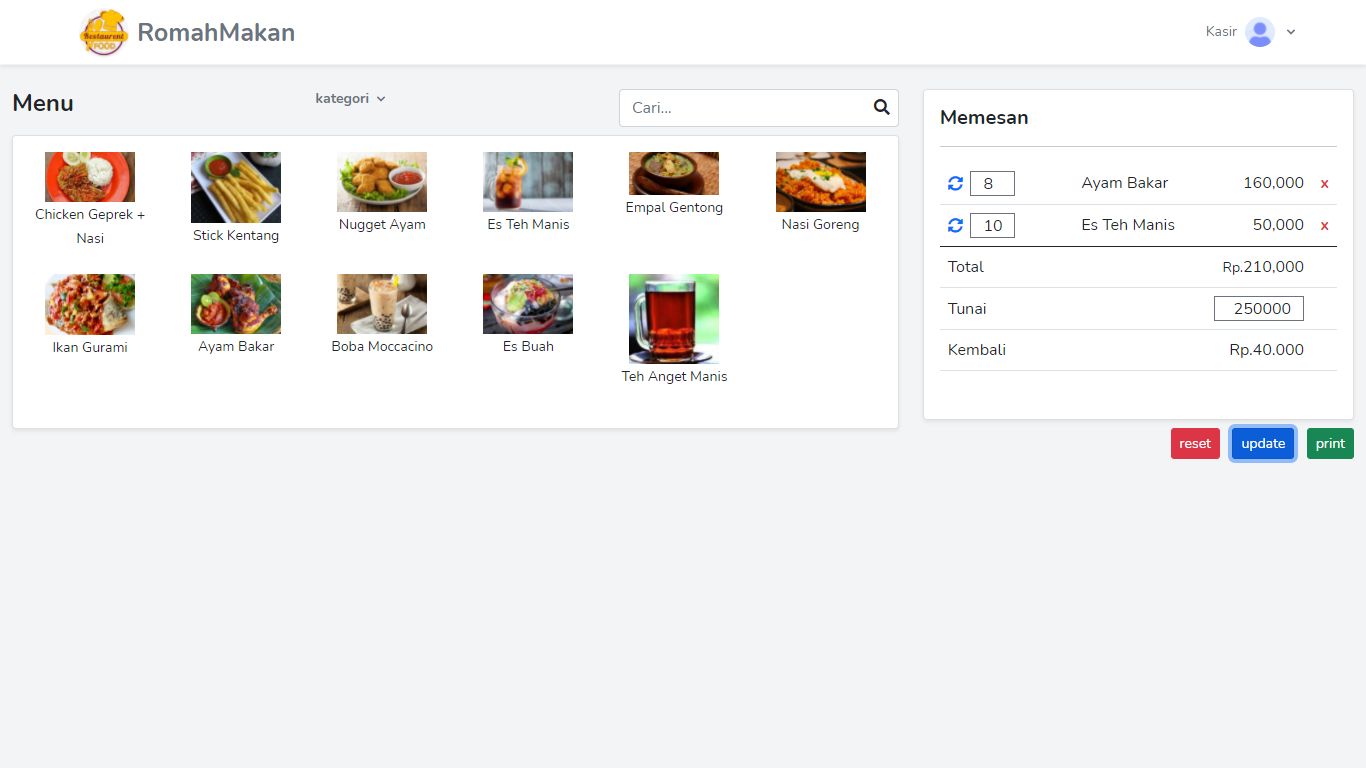 Restaurent
FOOD
RomahMakan
Kasir
Menu
kategori
Cari...
Chicken Geprek +
Nasi
Stick Kentang
Nugget Ayam
Es Teh Manis
Empal Gentong
Nasi Goreng
Ikan Gurami
Ayam Bakar
Boba Moccacino
Es Buah
Teh Anget Manis
Memesan
8 Ayam Bakar 160,000 x
10 Es Teh Manis 50,000 x
Total Rp.210,000
Tunai 250000
Kembali Rp.40.000
reset update print